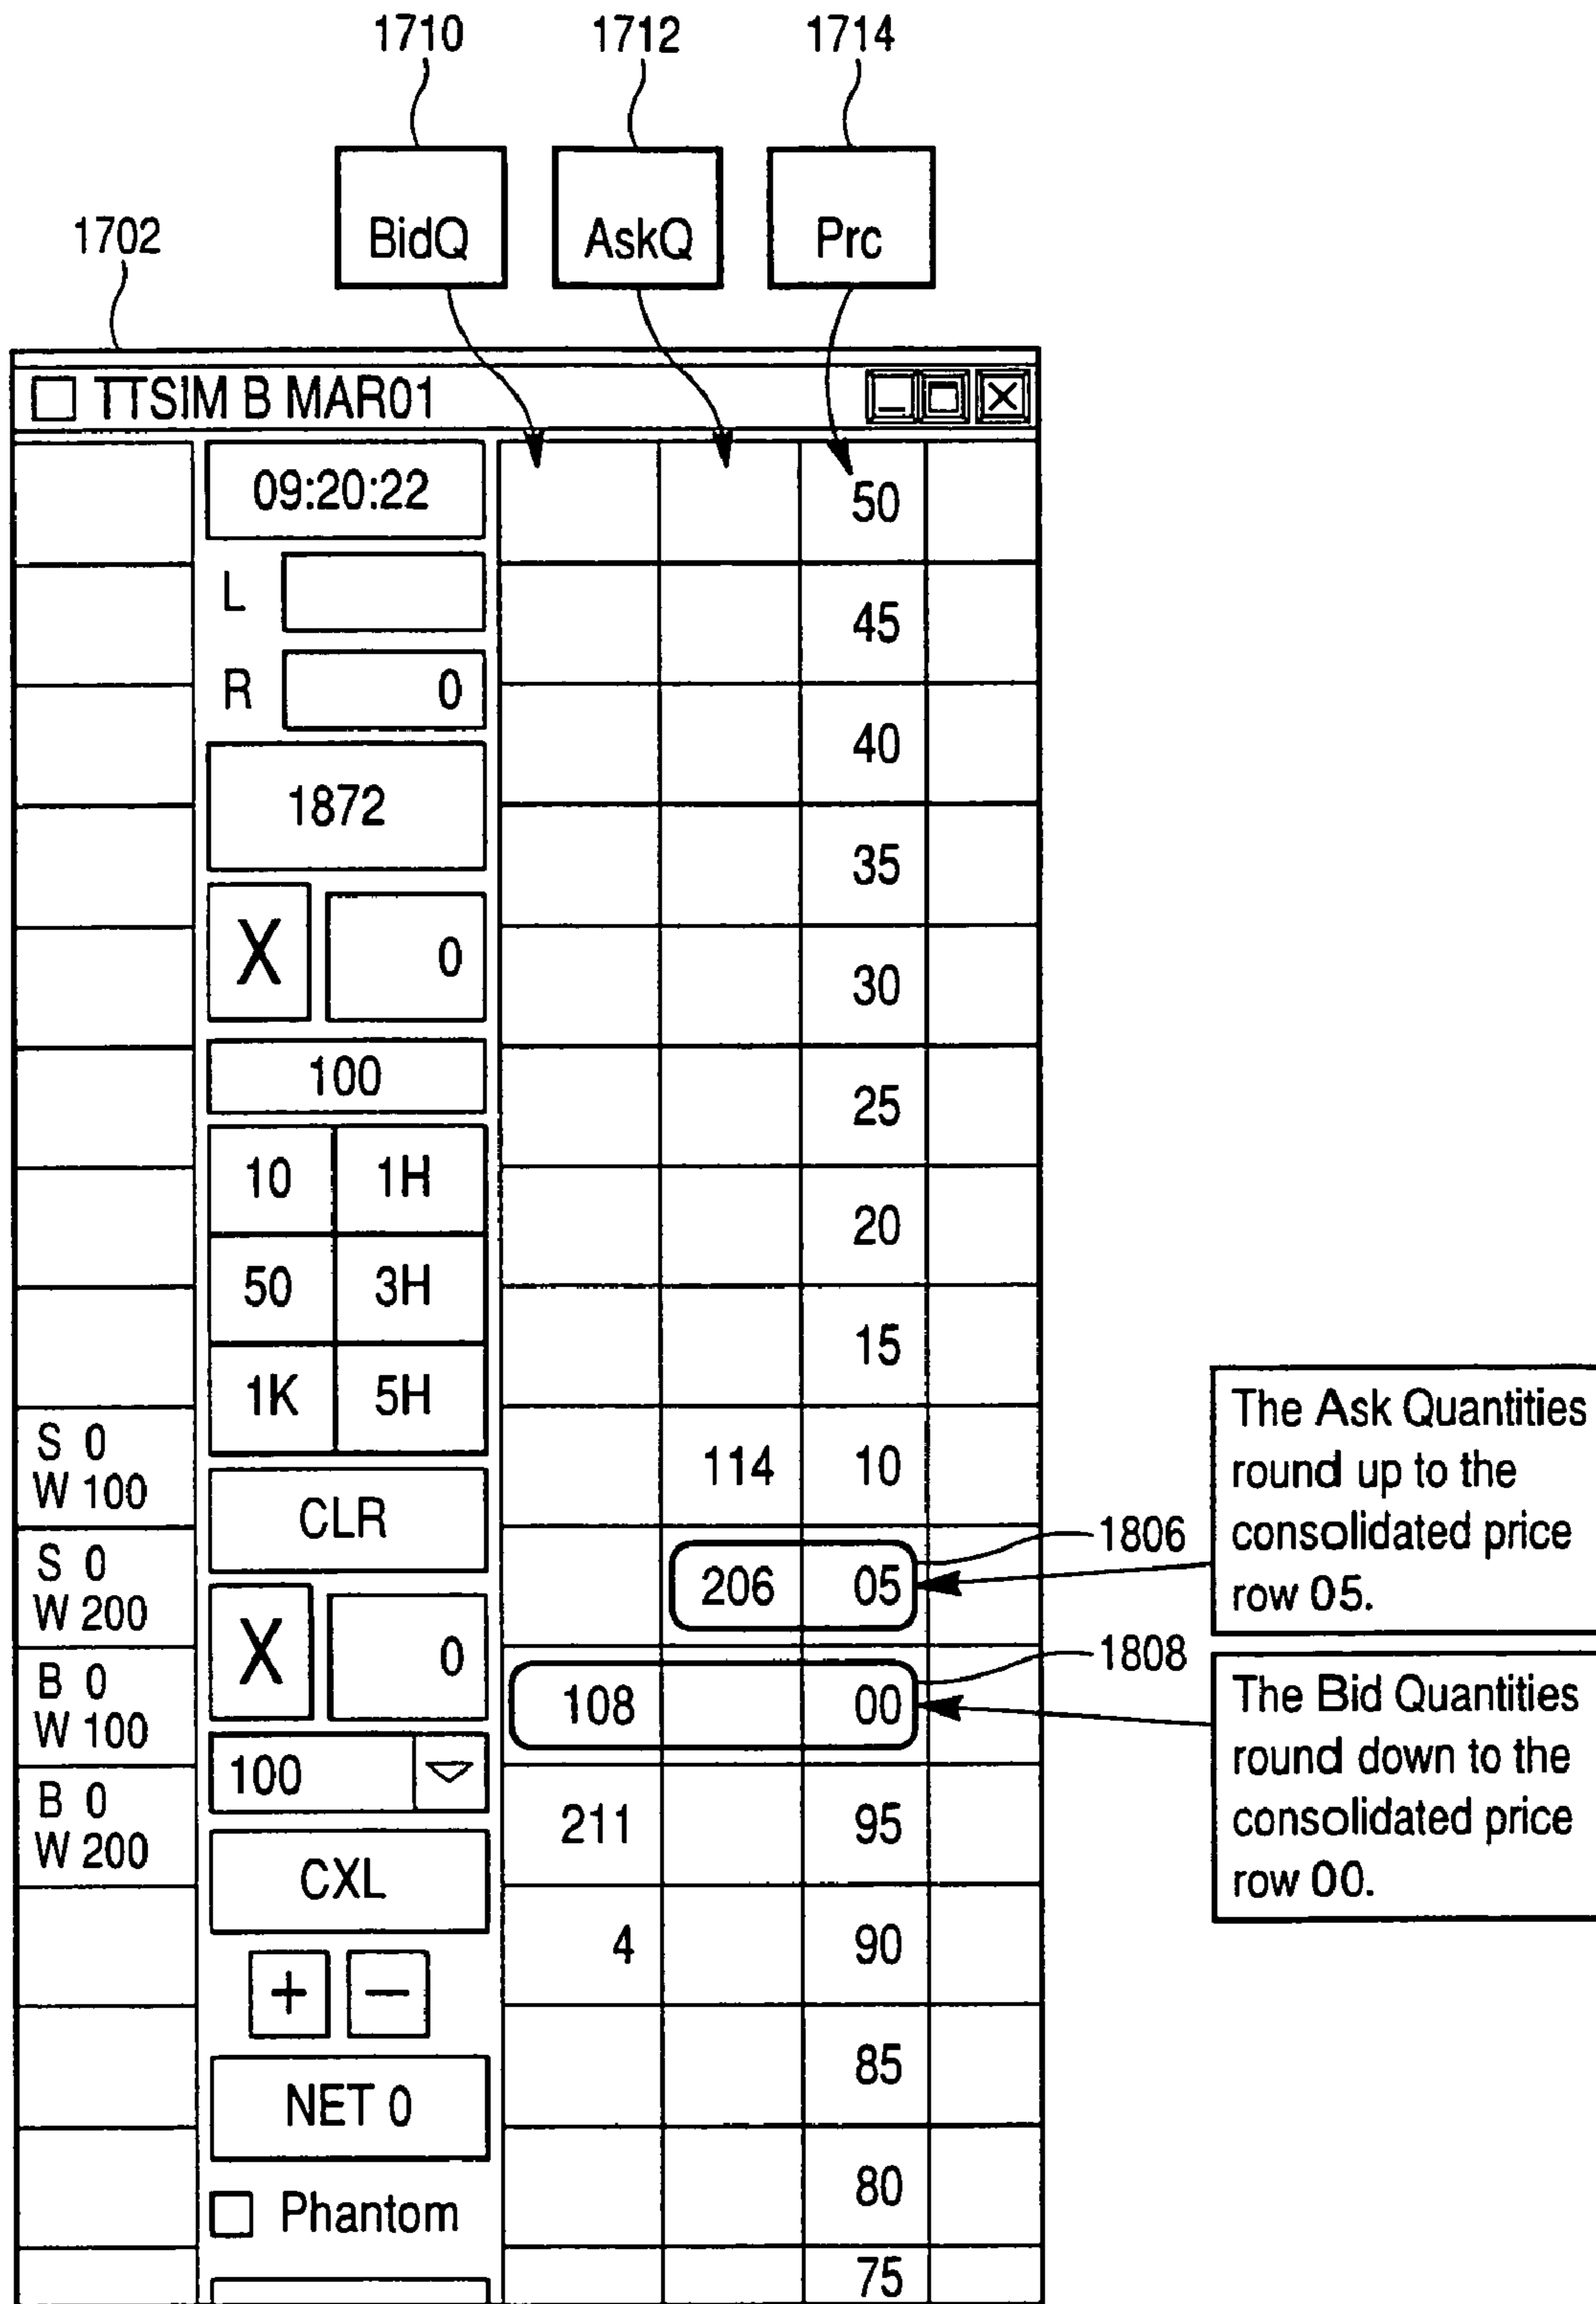 1710 1712 1714
1702
BidQ AskQ Prc
TTSIM B MAR01
09:20:22
50
L
45
R 0
40
1872
35
X 0
30
100
25
10 1H
20
50 3H
15
1K 5H
S 0
W 100
114 10
CLR
S 0
W 200
206 05
1806
The Ask Quantities
round up to the
consolidated price
row 05.
X 0
B 0
W 100
108 00
1808
The Bid Quantities
round down to the
consolidated price
row 00.
100
B 0
W 200
211 95
CXL
4 90
+ −
85
NET 0
80
Phantom
75